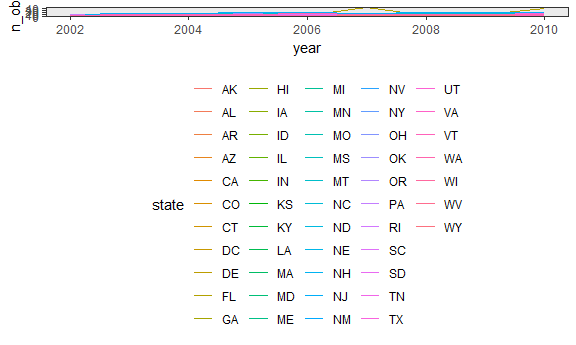 n_ob
2002 2004 2006 2008 2010
year
AK HI MI NV UT
AL IA MN NY VA
AR ID MO OH VT
AZ IL MS OK WA
CA IN MT OR WI
state CO KS NC PA WV
CT KY ND RI WY
DC LA NE SC
DE MA NH SD
FL MD NJ TN
GA ME NM TX